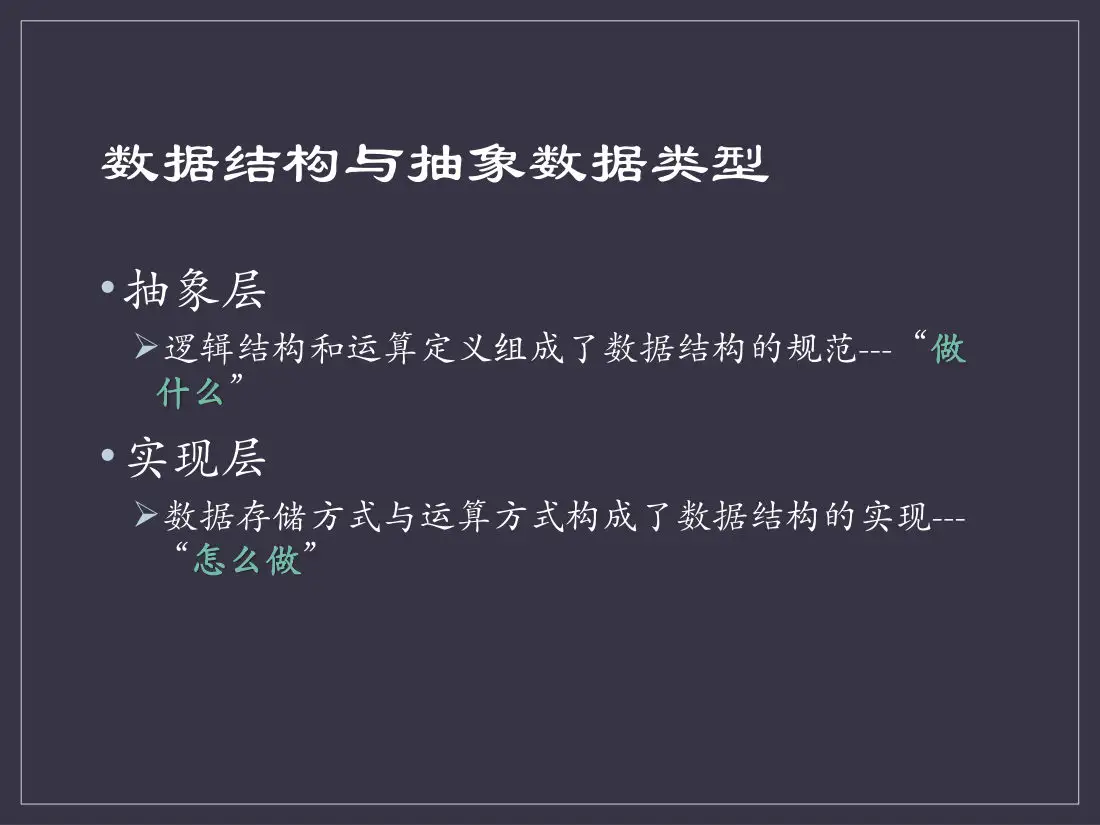 数据结构与抽象数据类型
•抽象层
➢逻辑结构和运算定义组成了数据结构的规范---“做
什么”
•实现层
➢数据存储方式与运算方式构成了数据结构的实现---
“怎么做”